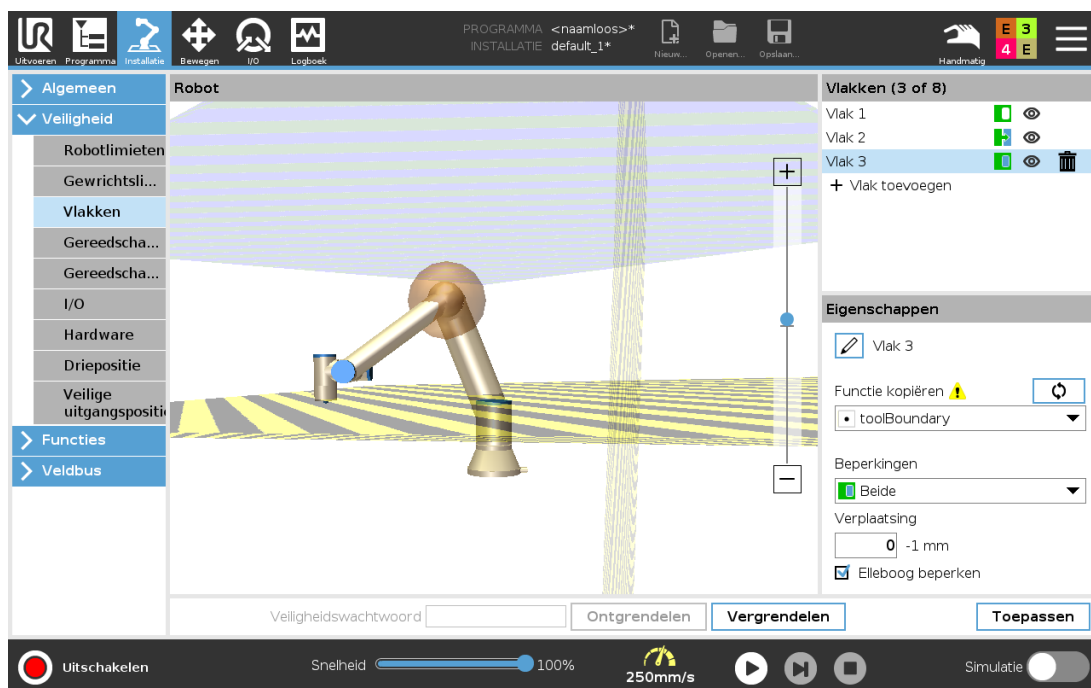 UR
PROGRAMMA <naamloos>*
INSTALLATIE default_1*
E 3
4 E
Uitvoeren Programma Installatie Bewegen I/O Logboek Nieuw... Openen... Opslaan... Handmatig
Algemeen
Veiligheid
Robotlimieten
Gewrichtsli...
Vlakken
Gereedscha...
Gereedscha...
I/O
Hardware
Driepositie
Veilige
uitgangspositi
Functies
Veldbus
Robot
+
−
Vlakken (3 of 8)
Vlak 1
Vlak 2
Vlak 3
+ Vlak toevoegen
Eigenschappen
Vlak 3
Functie kopiëren
toolBoundary
Beperkingen
Beide
Verplaatsing
0 -1 mm
Elleboog beperken
Veiligheidswachtwoord Ontgrendelen Vergrendelen Toepassen
Uitschakelen Snelheid 100% 250mm/s Simulatie